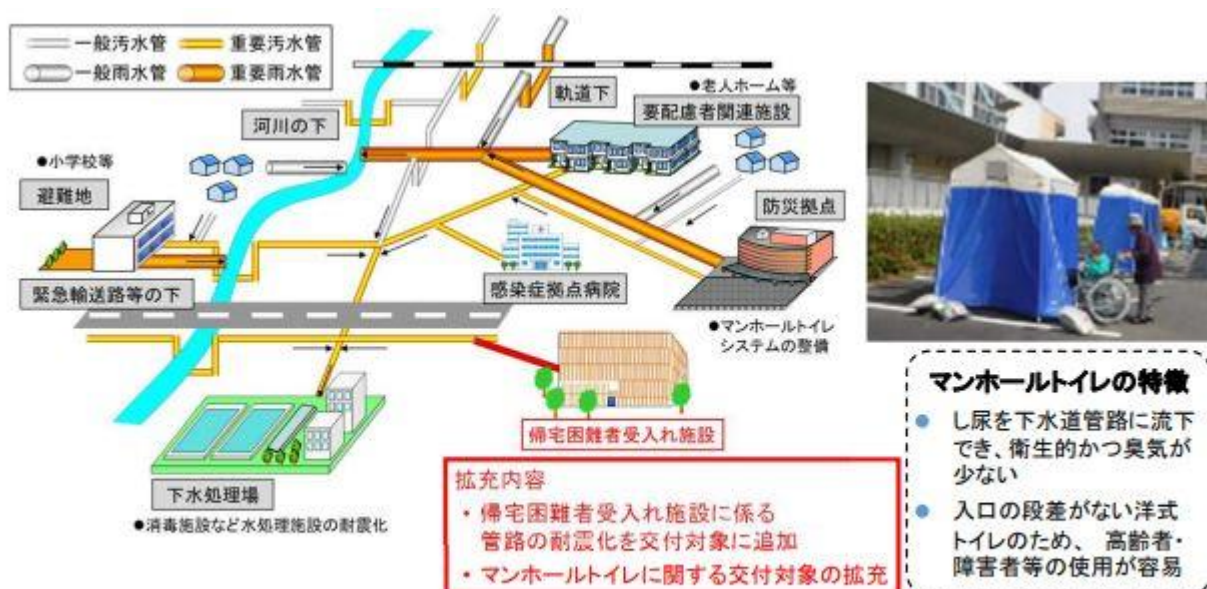 一般汚水管
重要汚水管
一般雨水管
重要雨水管
軌道下
●老人ホーム等
要配慮者関連施設
河川の下
●小学校等
避難地
防災拠点
緊急輸送路等の下
感染症拠点病院
●マンホールトイレ
システムの整備
帰宅困難者受入れ施設
下水処理場
●消毒施設など水処理施設の耐震化
拡充内容
・帰宅困難者受入れ施設に係る
管路の耐震化を交付対象に追加
・マンホールトイレに関する交付対象の拡充
マンホールトイレの特徴
● し尿を下水道管路に流下
でき、衛生的かつ臭気が
少ない
● 入口の段差がない洋式
トイレのため、 高齢者・
障害者等の使用が容易